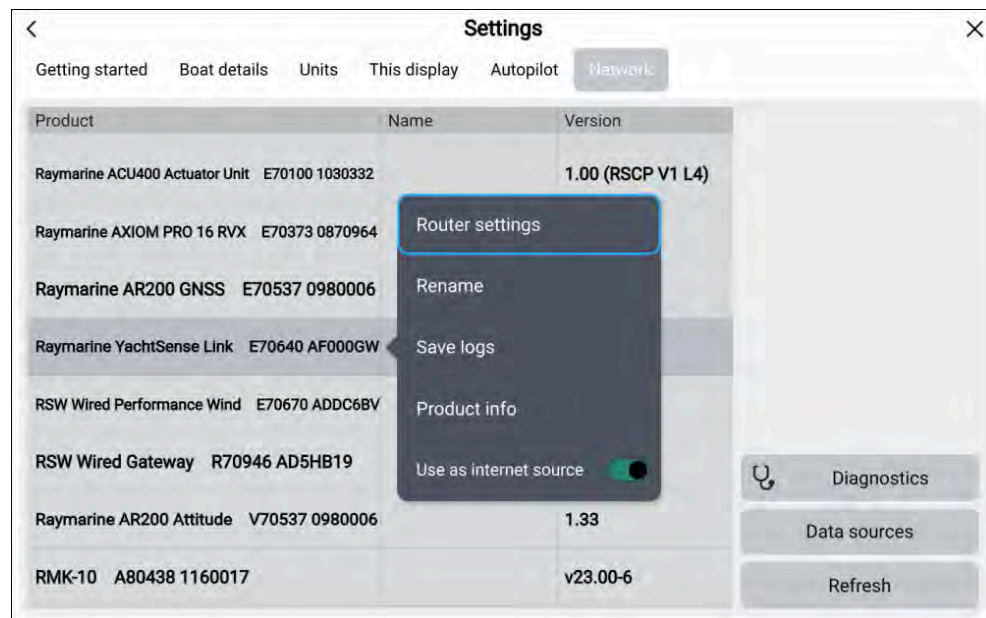 Settings
Getting started Boat details Units This display Autopilot Network
Product Name Version
Raymarine ACU400 Actuator Unit E70100 1030332 1.00 (RSCP V1 L4)
Raymarine AXIOM PRO 16 RVX E70373 0870964
Raymarine AR200 GNSS E70537 0980006
Raymarine YachtSense Link E70640 AF000GW
RSW Wired Performance Wind E70670 ADDC6BV
RSW Wired Gateway R70946 AD5HB19
Raymarine AR200 Attitude V70537 0980006 1.33
RMK-10 A80438 1160017 v23.00-6
Router settings
Rename
Save logs
Product info
Use as internet source
Diagnostics
Data sources
Refresh